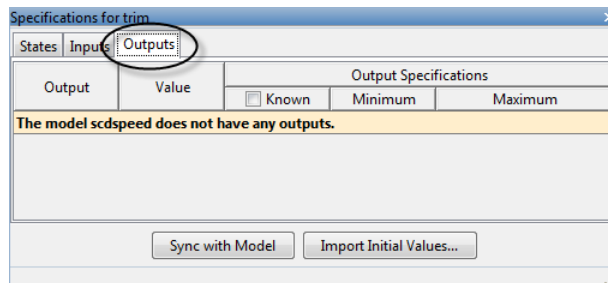 Specifications for trim
States Inputs Outputs
Output Value Output Specifications
Known Minimum Maximum
The model scdspeed does not have any outputs.
Sync with Model Import Initial Values...